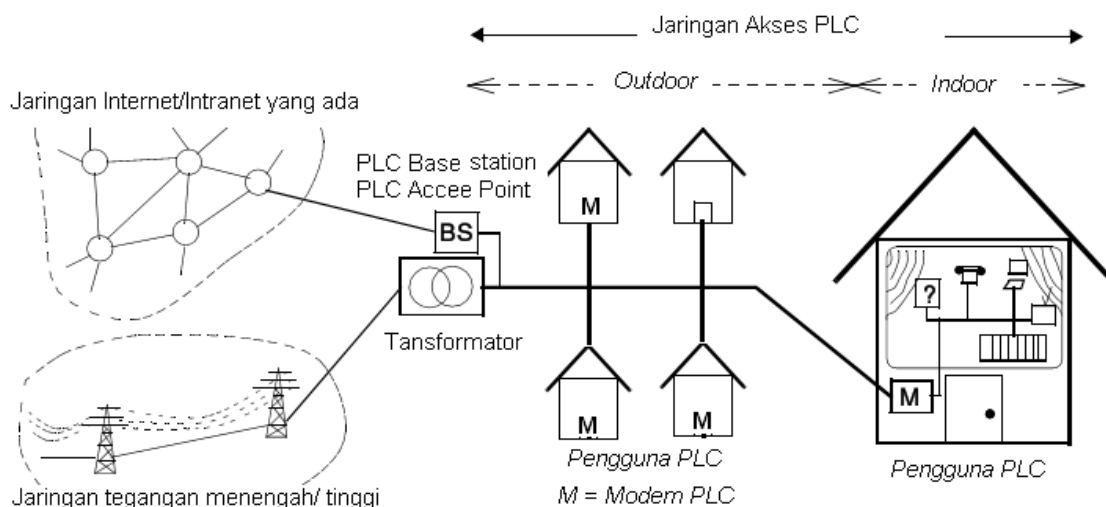 Jaringan Akses PLC
Outdoor
Indoor
Jaringan Internet/Intranet yang ada
PLC Base station
PLC Accee Point
BS
M
?
Tansformator
M
M
M
Pengguna PLC
Pengguna PLC
M = Modem PLC
Jaringan tegangan menengah/ tinggi